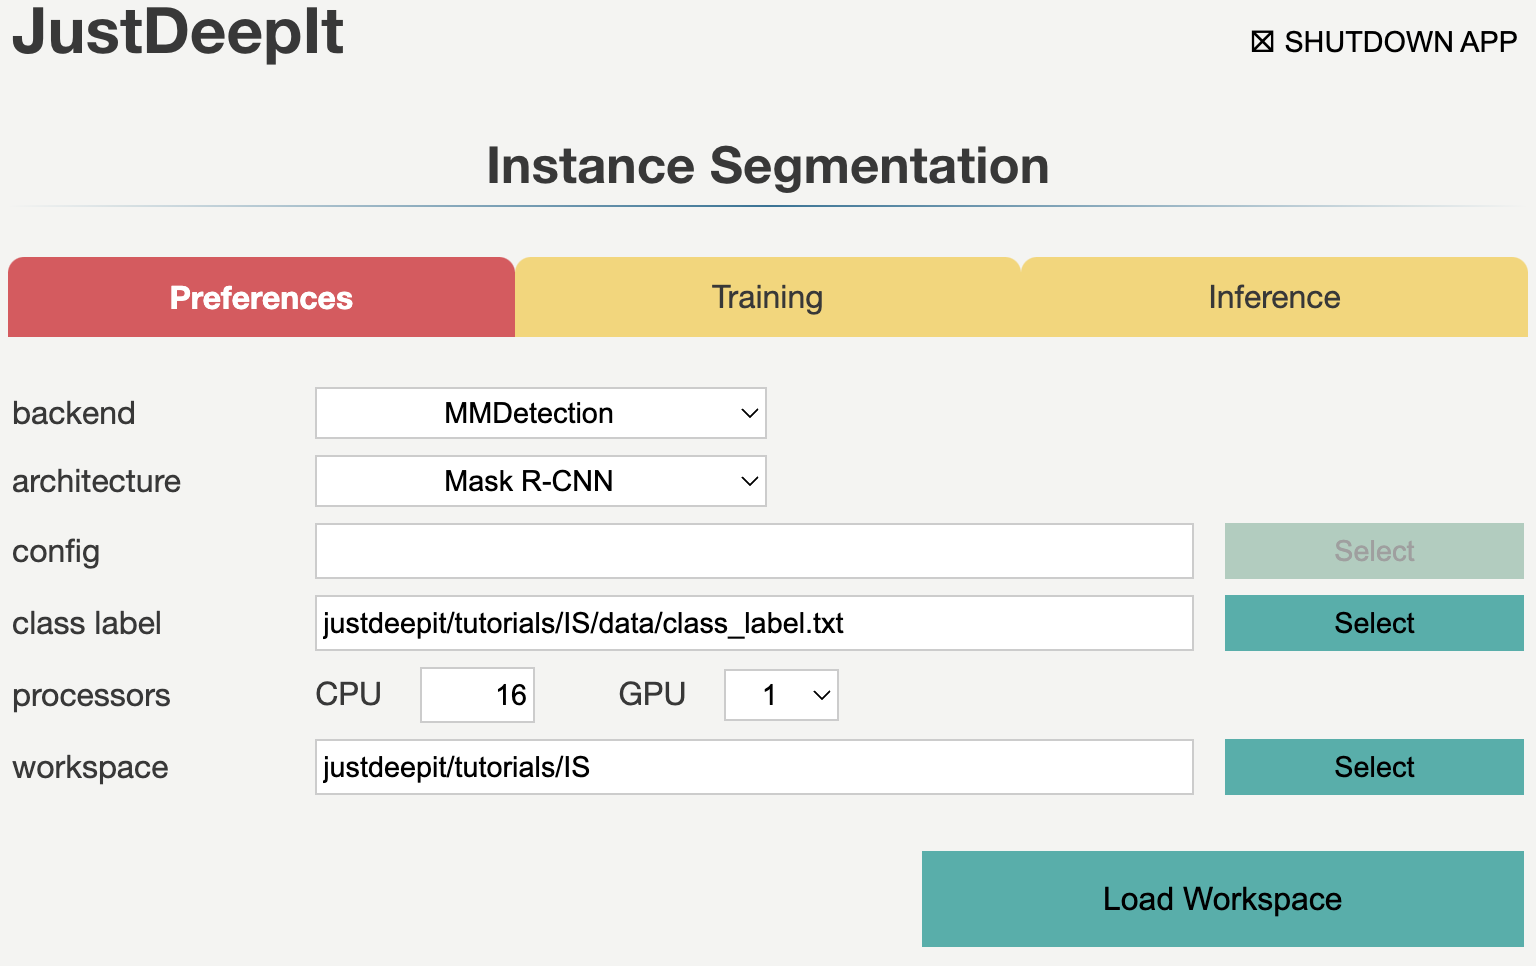 JustDeepIt
SHUTDOWN APP
Instance Segmentation
Preferences Training Inference
backend MMDetection
architecture Mask R-CNN
config Select
class label justdeepit/tutorials/IS/data/class_label.txt Select
processors CPU 16 GPU 1
workspace justdeepit/tutorials/IS Select
Load Workspace